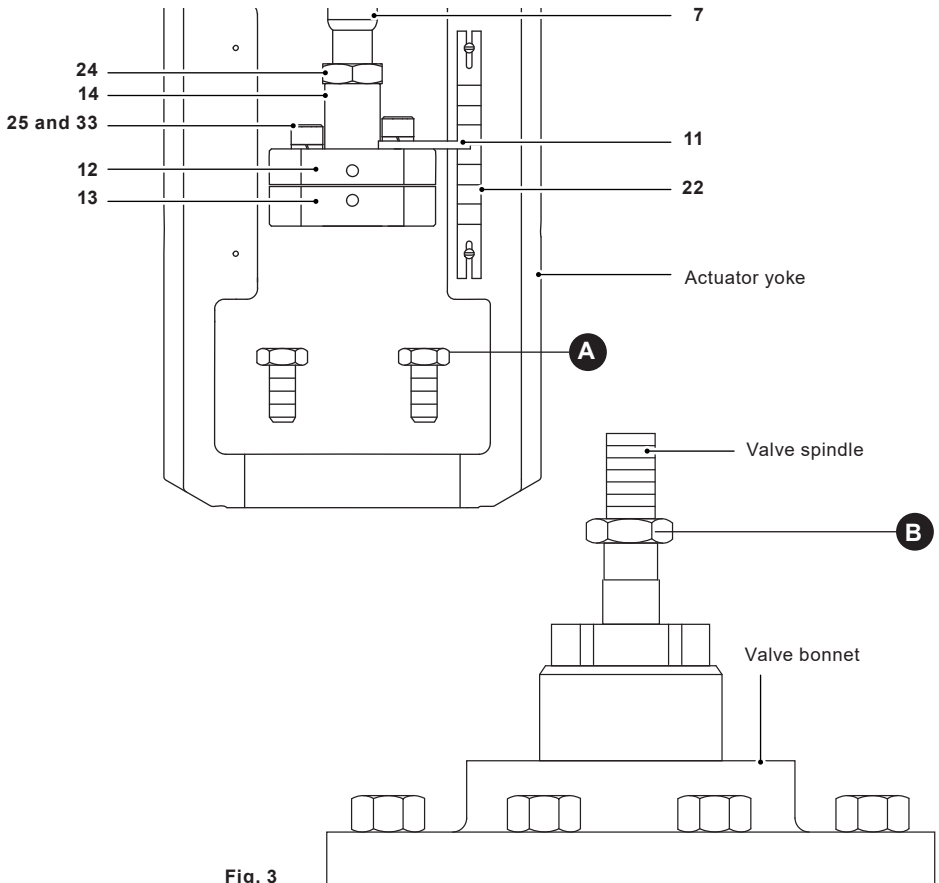 7
24
14
25 and 33
11
12
22
13
Actuator yoke
A
Valve spindle
B
Valve bonnet
Fig. 3